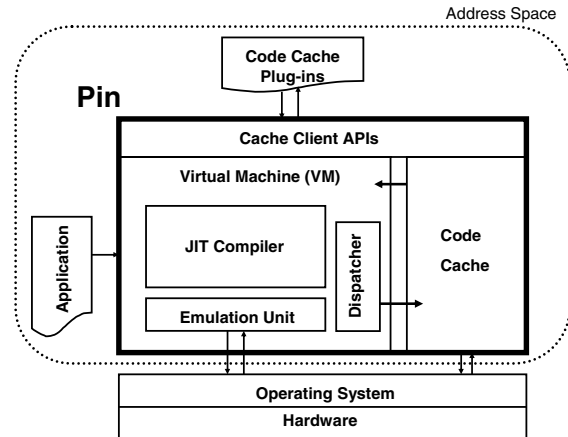 Address Space
Code Cache
Plug-ins
Pin
Cache Client APIs
Virtual Machine (VM)
Application
JIT Compiler
Dispatcher
Code
Cache
Emulation Unit
Operating System
Hardware